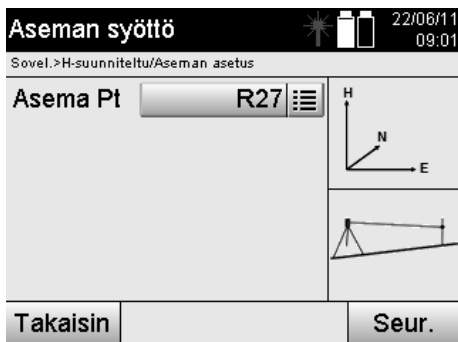 Aseman syöttö
22/06/11
09:01
Sovel.>H-suunniteltu/Aseman asetus
Asema Pt
R27
H
N
E
Takaisin
Seur.